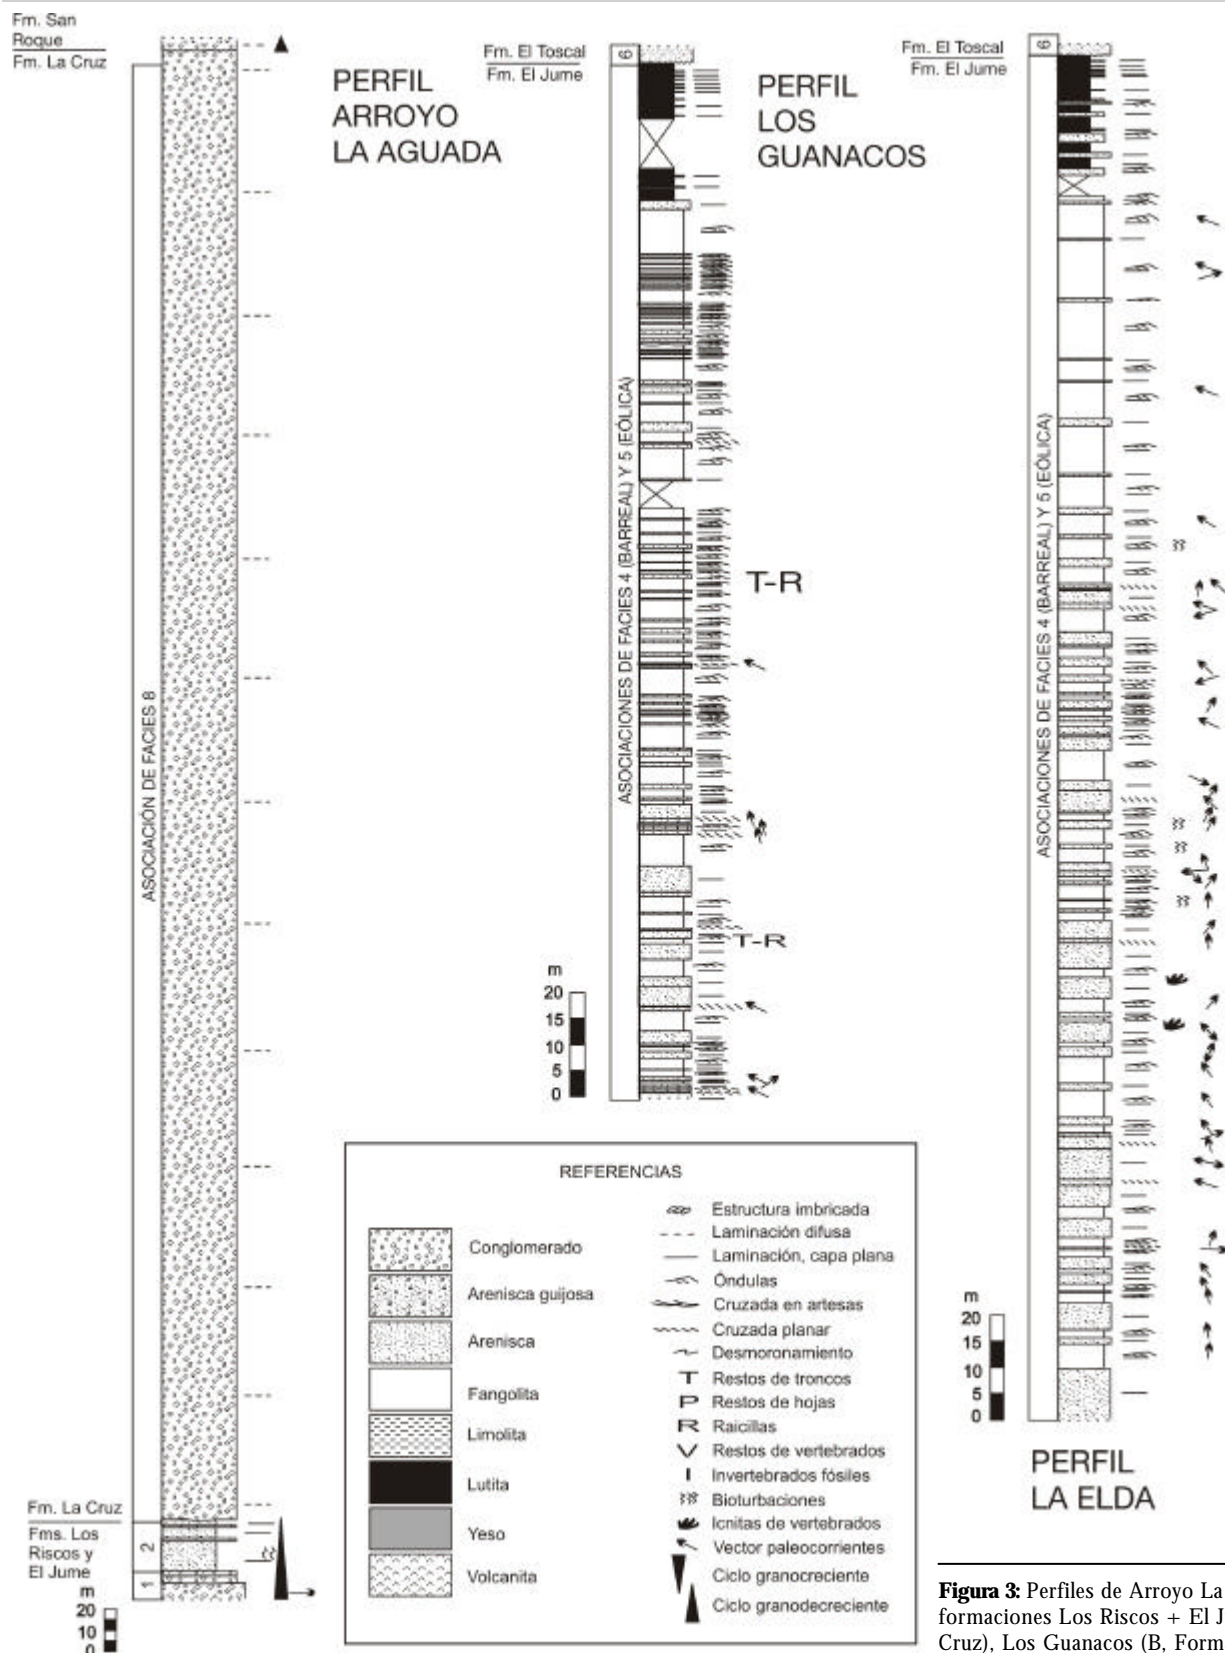 Fm. San
Roque
Fm. La Cruz
PERFIL
ARROYO
LA AGUADA
ASOCIACIÓN DE FACIES 8
Fm. La Cruz
Fms. Los
Riscos y
El Jume
2
1
m
20
10
0
Fm. El Toscal
Fm. El Jume
6
PERFIL
LOS
GUANACOS
ASOCIACIONES DE FACIES 4 (BARREAL) Y 5 (EÓLICA)
T-R
T-R
m
20
15
10
5
0
Fm. El Toscal
Fm. El Jume
6
ASOCIACIONES DE FACIES 4 (BARREAL) Y 5 (EÓLICA)
m
20
15
10
5
0
PERFIL
LA ELDA
REFERENCIAS
Conglomerado
Arenisca guijosa
Arenisca
Fangolita
Limolita
Lutita
Yeso
Volcanita
Estructura imbricada
Laminación difusa
Laminación, capa plana
Óndulas
Cruzada en artesas
Cruzada planar
Desmoronamiento
T Restos de troncos
P Restos de hojas
R Raicillas
V Restos de vertebrados
I Invertebrados fósiles
Bioturbaciones
Icnitas de vertebrados
Vector paleocorrientes
Ciclo granocreciente
Ciclo granodecreciente
Figura 3: Perfiles de Arroyo La
formaciones Los Riscos + El J
Cruz), Los Guanacos (B, Form